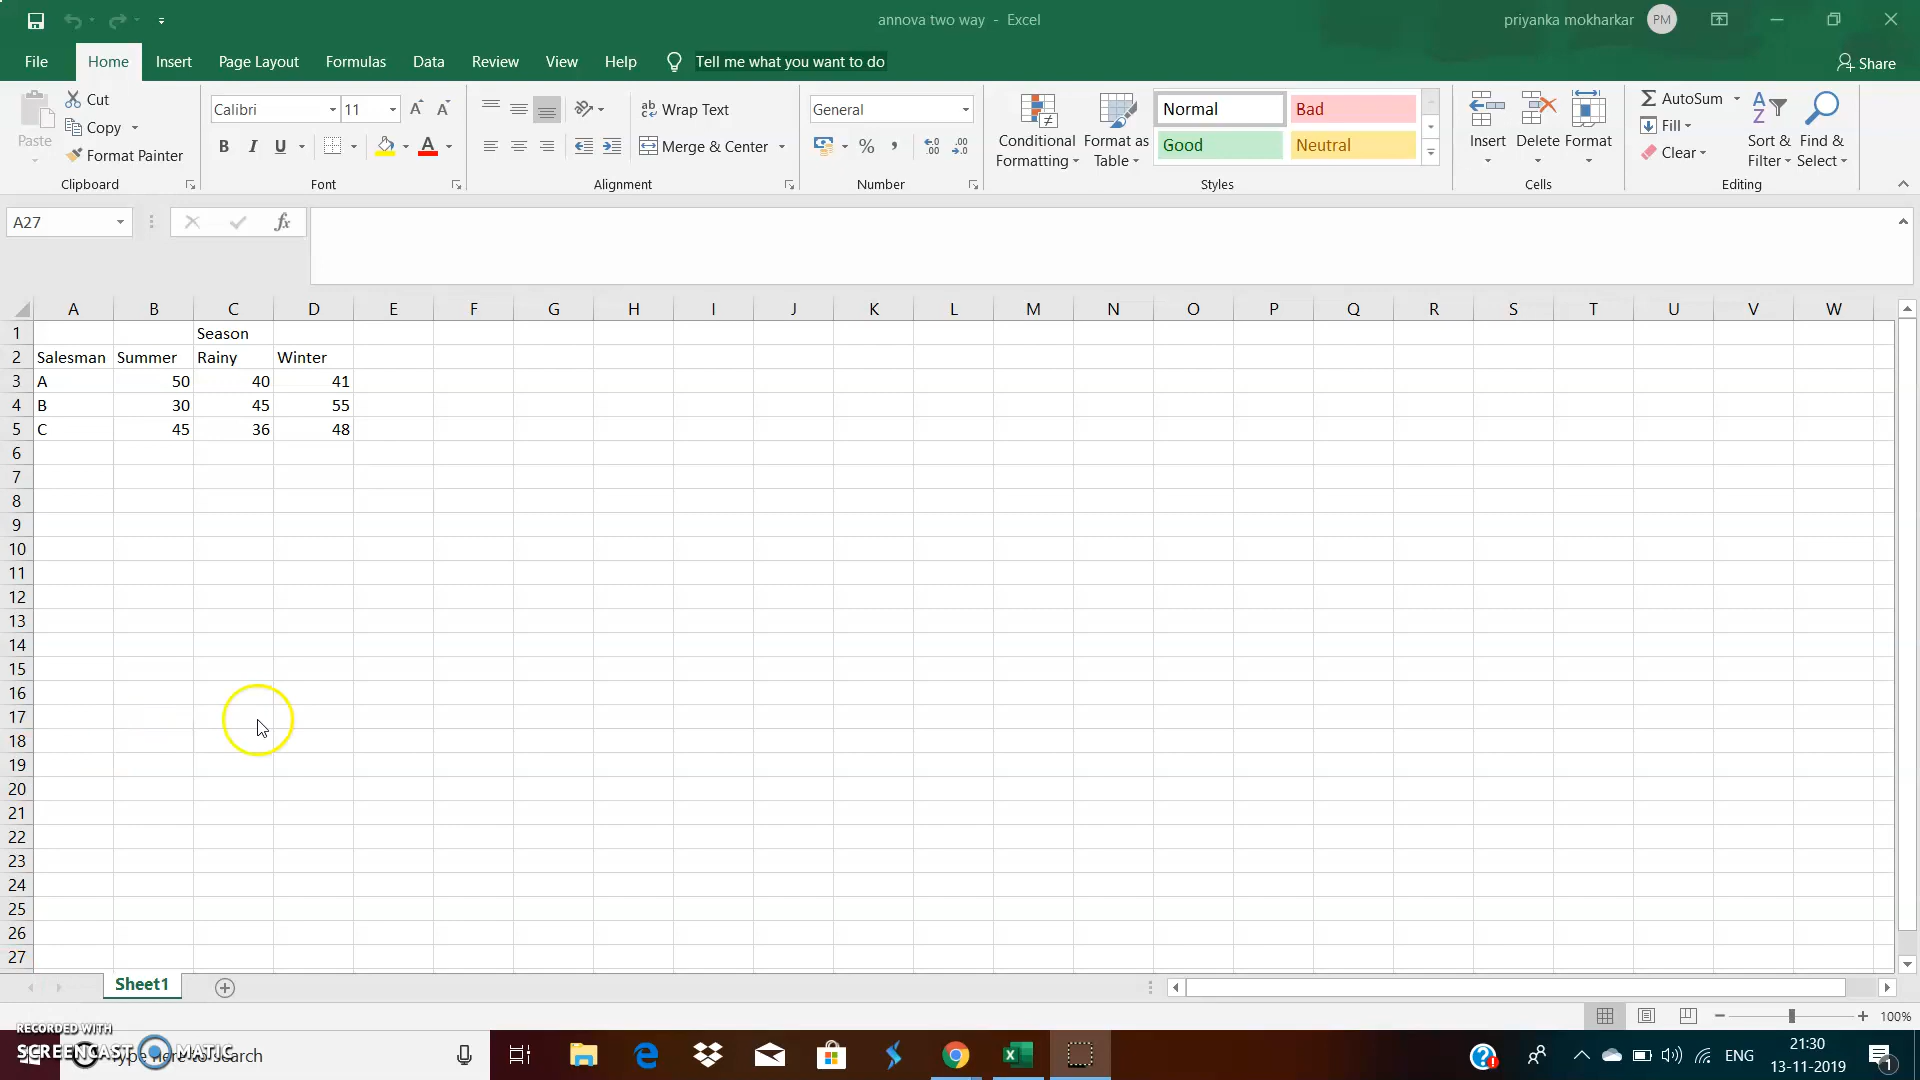 annova two way - Excel
priyanka mokharkar
PM
File Home Insert Page Layout Formulas Data Review View Help Tell me what you want to do
Share
Paste
Cut
Copy
Format Painter
Clipboard
Calibri
11
B I U
Font
Wrap Text
Merge & Center
Alignment
General
%
Number
Conditional Formatting
Format as Table
Normal
Bad
Good
Neutral
Styles
Insert
Delete
Format
Cells
AutoSum
Fill
Clear
Sort & Filter
Find & Select
Editing
A27
fx
A B C D E F G H I J K L M N O P Q R S T U V W
1 Season
2 Salesman Summer Rainy Winter
3 A 50 40 41
4 B 30 45 55
5 C 45 36 48
6
7
8
9
10
11
12
13
14
15
16
17
18
19
20
21
22
23
24
25
26
27
Sheet1
100%
RECORDED WITH
SCREENCAST MATIC
here to search
ENG
21:30
13-11-2019
1